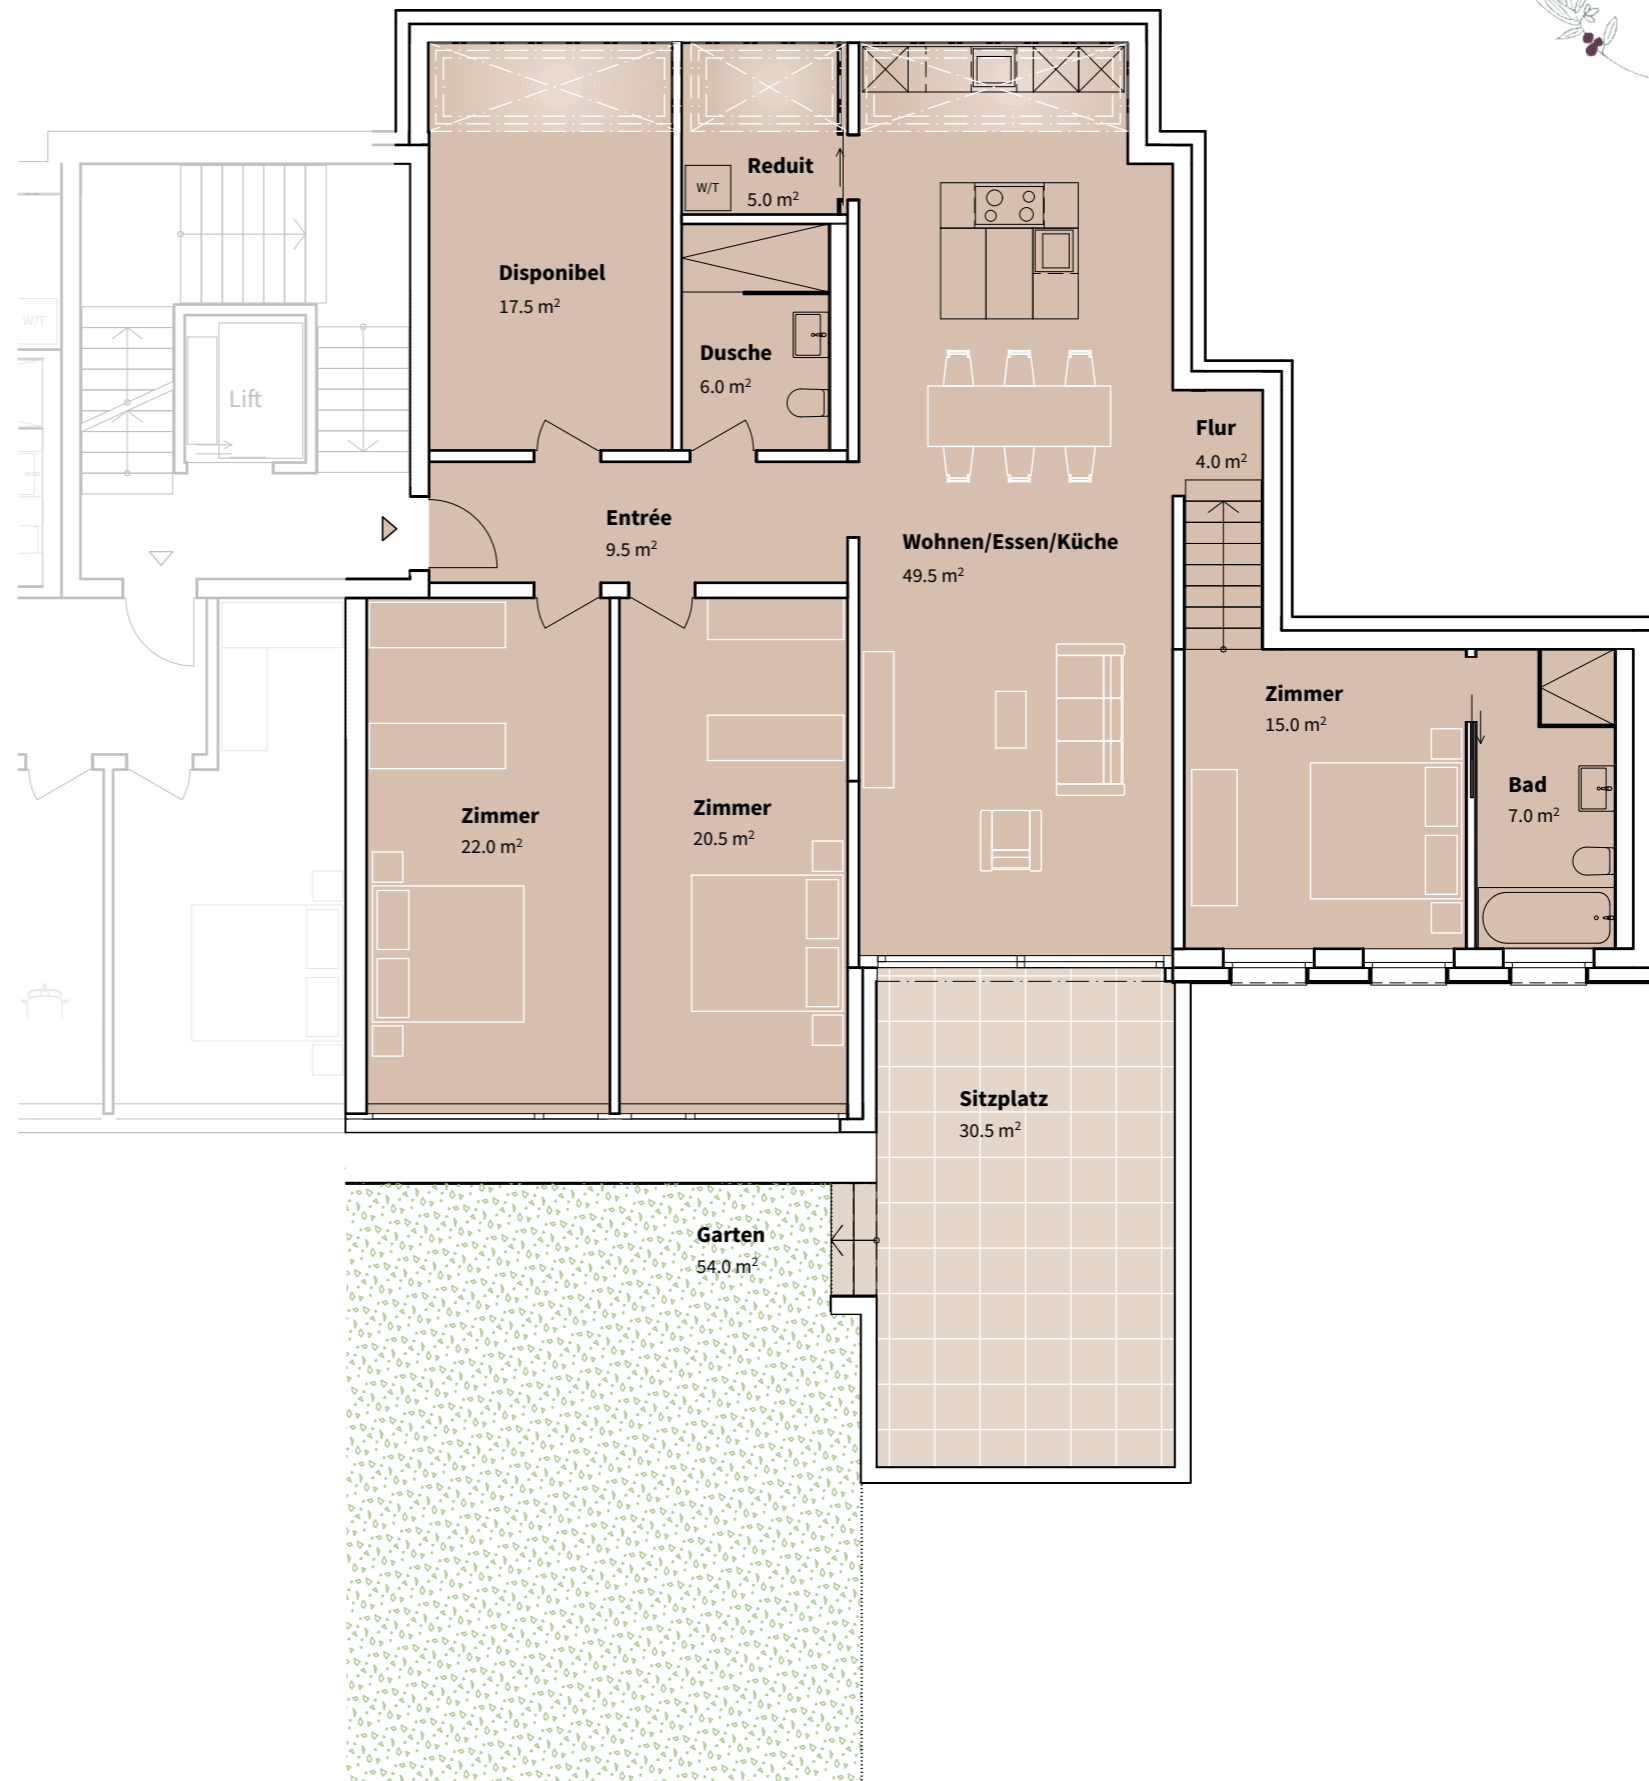 Reduit
W/T
5.0 m²
Disponibel
17.5 m²
W/T
Dusche
6.0 m²
Lift
Flur
4.0 m²
Entrée
9.5 m²
Wohnen/Essen/Küche
49.5 m²
Zimmer
15.0 m²
Bad
7.0 m²
Zimmer
22.0 m²
Zimmer
20.5 m²
Sitzplatz
30.5 m²
Garten
54.0 m²